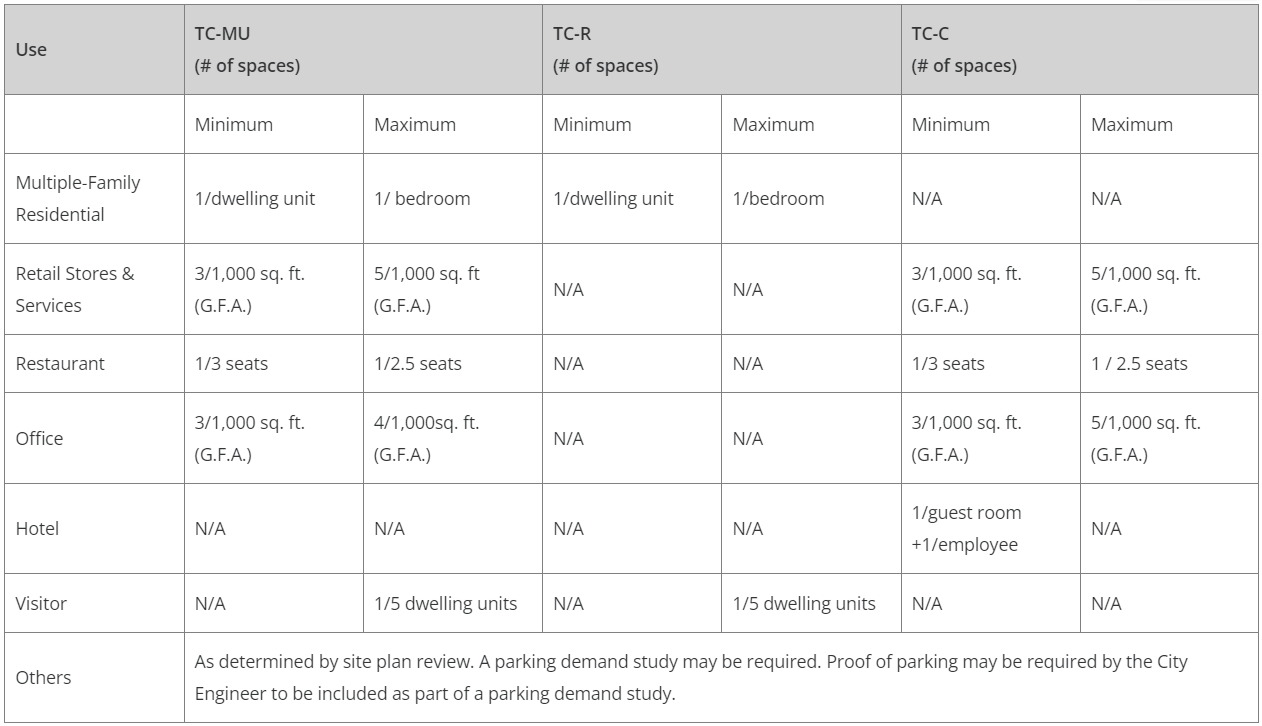 Use
TC-MU
(# of spaces)
TC-R
(# of spaces)
TC-C
(# of spaces)
Minimum
Maximum
Minimum
Maximum
Minimum
Maximum
Multiple-Family
Residential
1/dwelling unit
1/ bedroom
1/dwelling unit
1/bedroom
N/A
N/A
Retail Stores &
Services
3/1,000 sq. ft.
(G.F.A.)
5/1,000 sq. ft
(G.F.A.)
N/A
N/A
3/1,000 sq. ft.
(G.F.A.)
5/1,000 sq. ft.
(G.F.A.)
Restaurant
1/3 seats
1/2.5 seats
N/A
N/A
1/3 seats
1 / 2.5 seats
Office
3/1,000 sq. ft.
(G.F.A.)
4/1,000sq. ft.
(G.F.A.)
N/A
N/A
3/1,000 sq. ft.
(G.F.A.)
5/1,000 sq. ft.
(G.F.A.)
Hotel
N/A
N/A
N/A
N/A
1/guest room
+1/employee
N/A
Visitor
N/A
1/5 dwelling units
N/A
1/5 dwelling units
N/A
N/A
Others
As determined by site plan review. A parking demand study may be required. Proof of parking may be required by the City
Engineer to be included as part of a parking demand study.